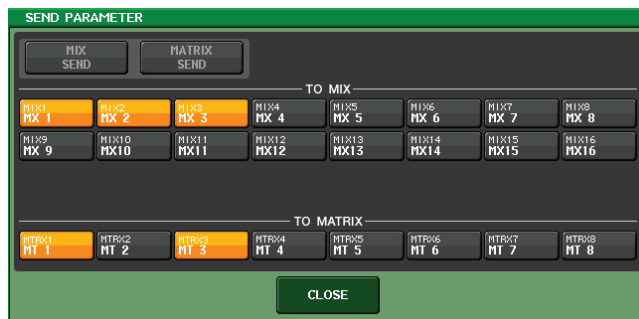 SEND PARAMETER
MIX SEND
MATRIX SEND
TO MIX
MIX1 MIX2 MIX3 MIX4 MIX5 MIX6 MIX7 MIX8
MX 1 MX 2 MX 3 MX 4 MX 5 MX 6 MX 7 MX 8
MIX9 MIX10 MIX11 MIX12 MIX13 MIX14 MIX15 MIX16
MX 9 MX10 MX11 MX12 MX13 MX14 MX15 MX16
TO MATRIX
MTRX1 MTRX2 MTRX3 MTRX4 MTRX5 MTRX6 MTRX7 MTRX8
MT 1 MT 2 MT 3 MT 4 MT 5 MT 6 MT 7 MT 8
CLOSE